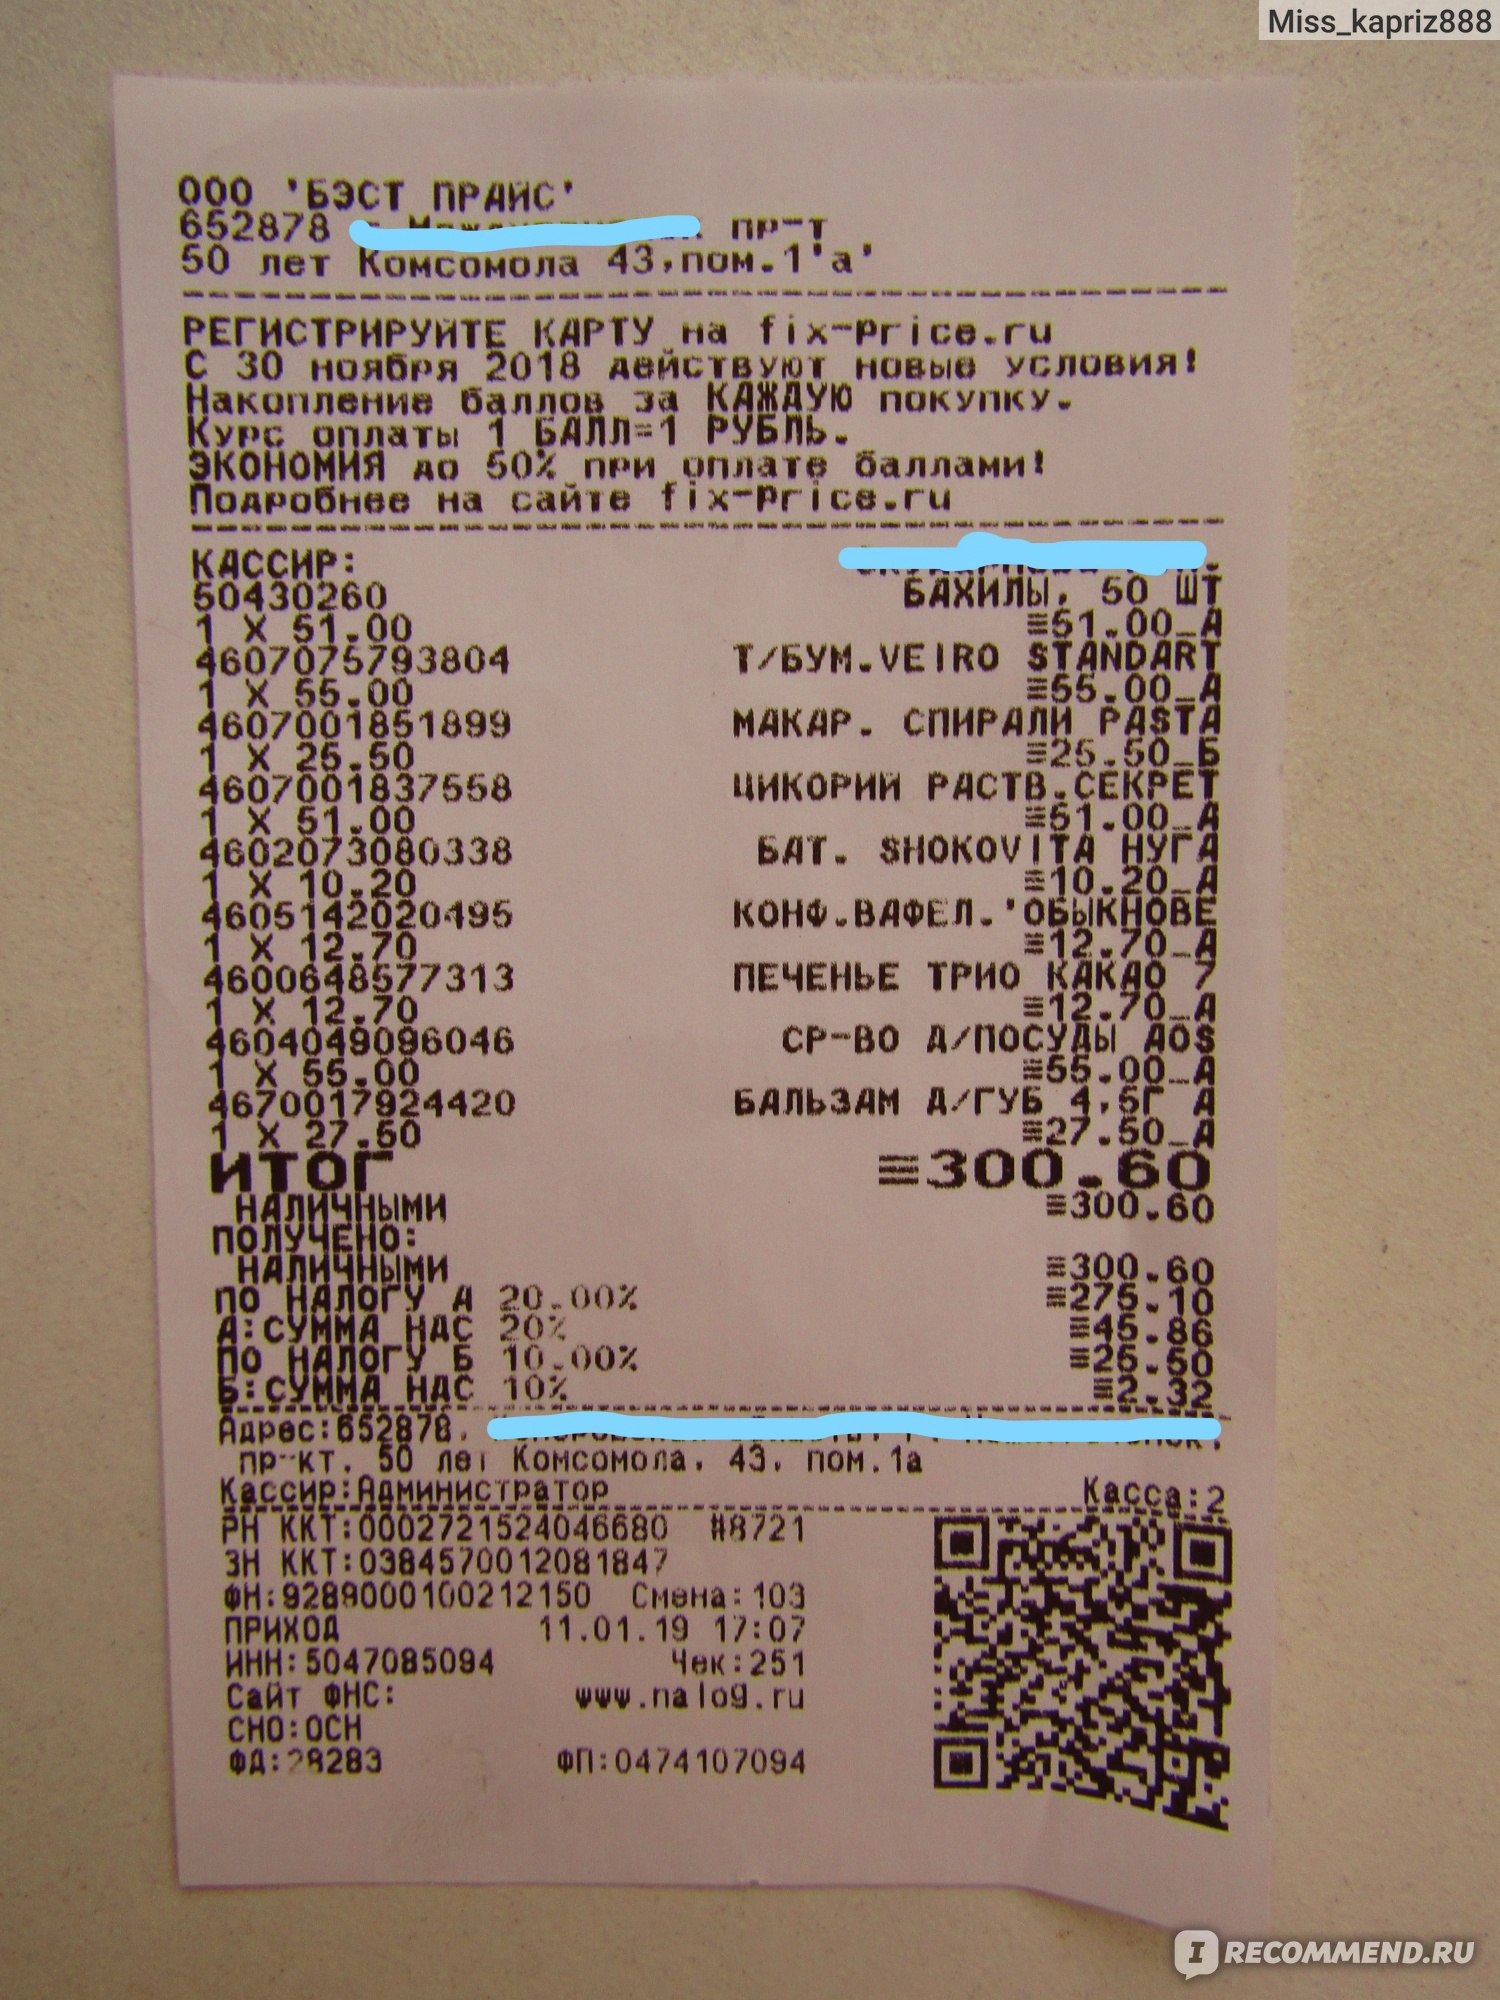 Miss_kapriz888
ООО 'БЭСТ ПРАЙС'
652878 пр-т
50 лет Комсомола 43,пом.1'а'
РЕГИСТРИРУЙТЕ КАРТУ на fix-price.ru
С 30 ноября 2018 действуют новые условия!
Накопление баллов за КАЖДУЮ покупку.
Курс оплаты 1 БАЛЛ=1 РУБЛЬ.
ЭКОНОМИЯ до 50% при оплате баллами!
Подробнее на сайте fix-price.ru
КАССИР:
50430260 БАХИЛЫ, 50 ШТ
1 X 51.00 ≡51.00_А
4607075793804 Т/БУМ.VEIRO STANDART
1 X 55.00 ≡55.00_А
4607001851899 МАКАР. СПИРАЛИ PASTA
1 X 25.50 ≡25.50_Б
4607001837558 ЦИКОРИЙ РАСТВ.СЕКРЕТ
1 X 51.00 ≡51.00_А
4602073080338 БАТ. SHOKOVITA НУГА
1 X 10.20 ≡10.20_А
4605142020495 КОНФ.ВАФЕЛ.'ОБЫКНОВЕ
1 X 12.70 ≡12.70_А
4600648577313 ПЕЧЕНЬЕ ТРИО КАКАО 7
1 X 12.70 ≡12.70_А
4604049096046 СР-ВО Д/ПОСУДЫ AOS
1 X 55.00 ≡55.00_А
4670017924420 БАЛЬЗАМ Д/ГУБ 4,5Г А
1 X 27.50 ≡27.50_А
ИТОГ ≡300.60
НАЛИЧНЫМИ ≡300.60
ПОЛУЧЕНО:
НАЛИЧНЫМИ ≡300.60
ПО НАЛОГУ А 20.00% ≡275.10
А:СУММА НДС 20% ≡45.86
ПО НАЛОГУ Б 10.00% ≡25.50
Б:СУММА НДС 10% ≡2.32
Адрес:652878,
пр-кт. 50 лет Комсомола, 43, пом.1а
Кассир:Администратор Касса:2
РН ККТ:0002721524046680 #8721
ЗН ККТ:0384570012081847
ФН:9289000100212150 Смена:103
ПРИХОД 11.01.19 17:07
ИНН:5047085094 Чек:251
Сайт ФНС: www.nalog.ru
СНО:ОСН
ФД:28283 ФП:0474107094
IRECOMMEND.RU